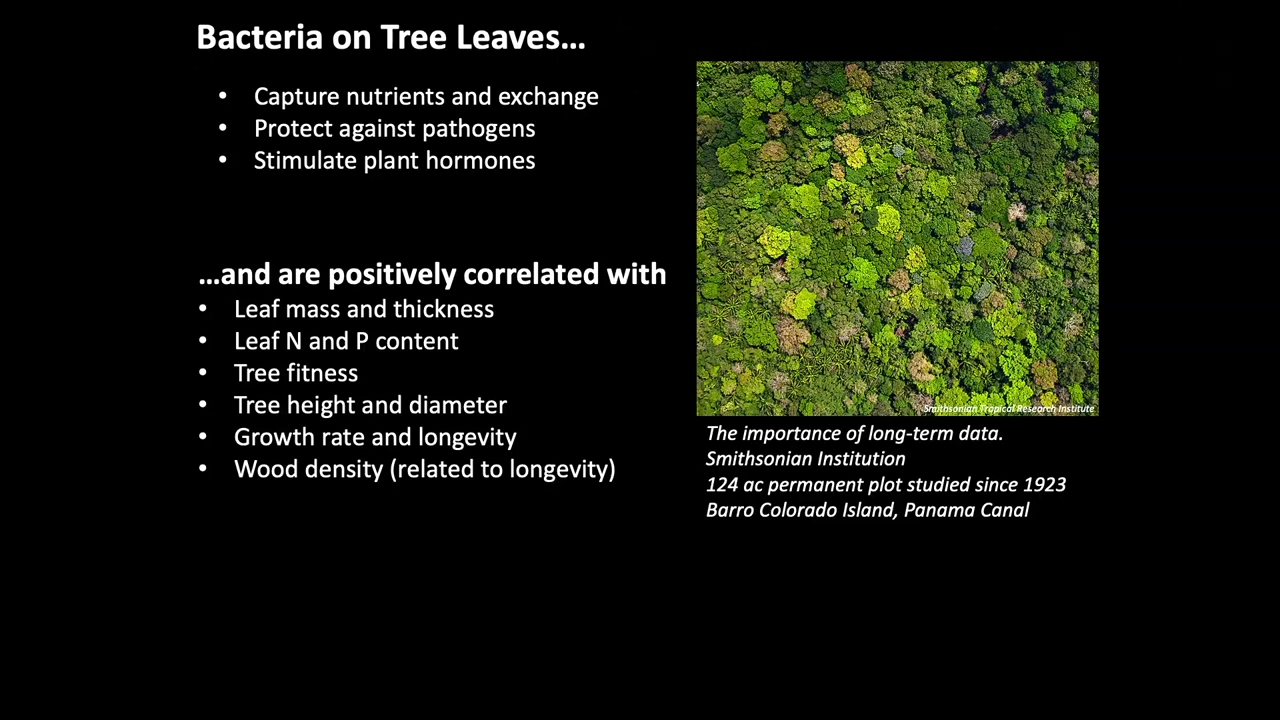 Bacteria on Tree Leaves…
• Capture nutrients and exchange
• Protect against pathogens
• Stimulate plant hormones
…and are positively correlated with
• Leaf mass and thickness
• Leaf N and P content
• Tree fitness
• Tree height and diameter
• Growth rate and longevity
• Wood density (related to longevity)
Smithsonian Tropical Research Institute
The importance of long-term data.
Smithsonian Institution
124 ac permanent plot studied since 1923
Barro Colorado Island, Panama Canal